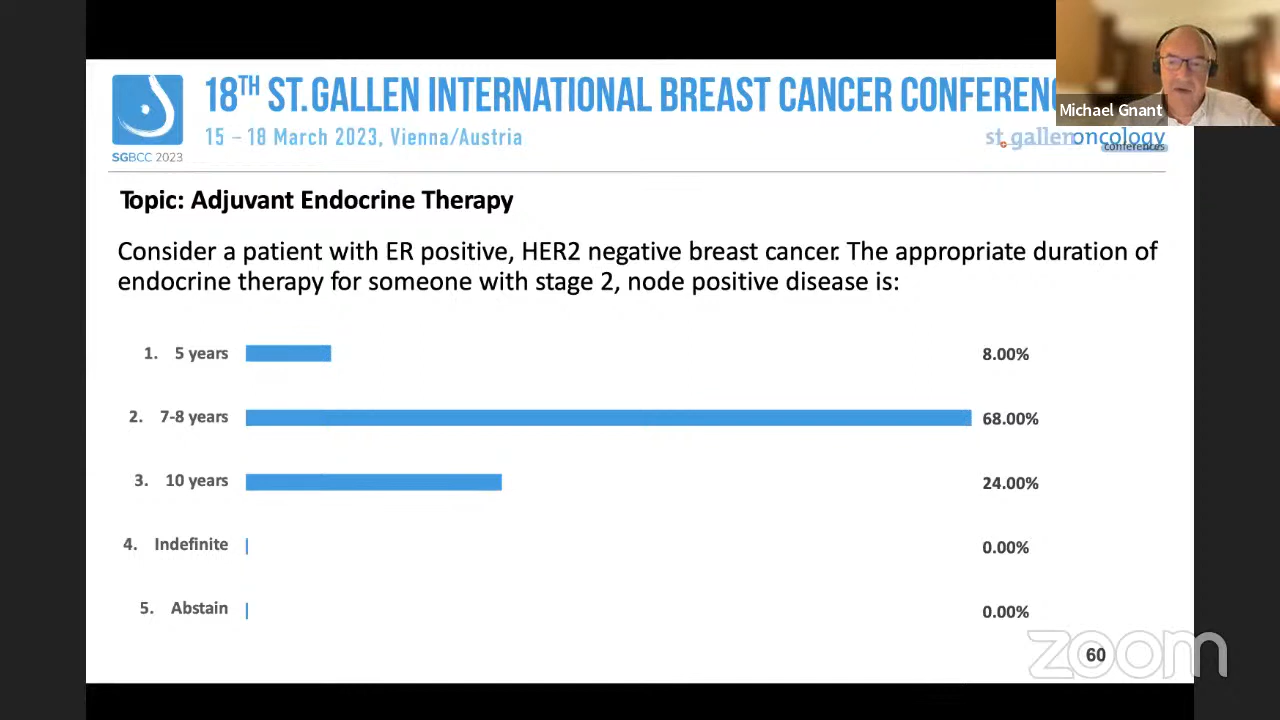 18TH ST.GALLEN INTERNATIONAL BREAST CANCER CONFEREN
15 – 18 March 2023, Vienna/Austria
SGBCC 2023
Michael Gnant
st.gallenoncology
conferences
Topic: Adjuvant Endocrine Therapy
Consider a patient with ER positive, HER2 negative breast cancer. The appropriate duration of
endocrine therapy for someone with stage 2, node positive disease is:
1. 5 years 8.00%
2. 7-8 years 68.00%
3. 10 years 24.00%
4. Indefinite 0.00%
5. Abstain 0.00%
zoom
60